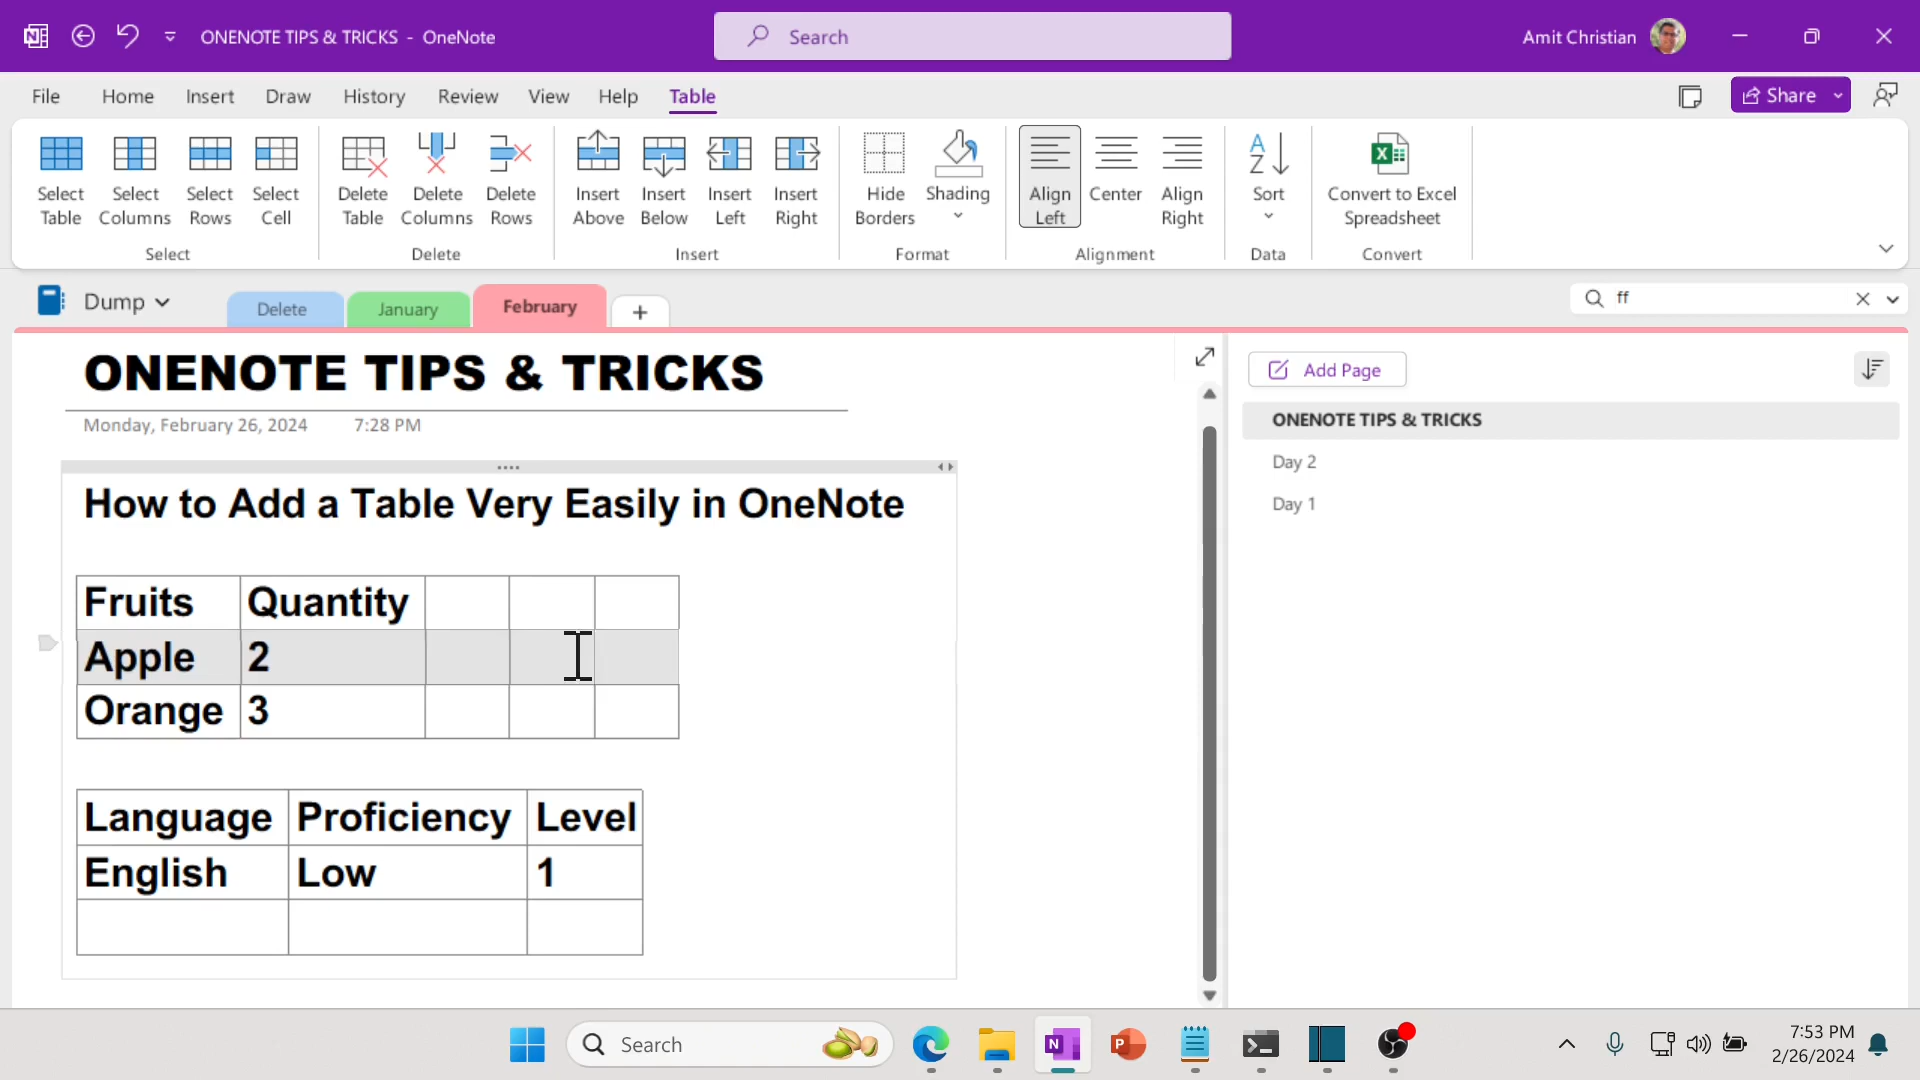 ONENOTE TIPS & TRICKS - OneNote
Search
Amit Christian
File Home Insert Draw History Review View Help Table
Share
Select Table
Select Columns
Select Rows
Select Cell
Delete Table
Delete Columns
Delete Rows
Insert Above
Insert Below
Insert Left
Insert Right
Hide Borders
Shading
Align Left
Center
Align Right
A
Z
Sort
Convert to Excel Spreadsheet
Select Delete Insert Format Alignment Data Convert
Dump
Delete
January
February
+
ff
ONENOTE TIPS & TRICKS
Monday, February 26, 2024 7:28 PM
How to Add a Table Very Easily in OneNote
Fruits Quantity
Apple 2
Orange 3
Language Proficiency Level
English Low 1
Add Page
ONENOTE TIPS & TRICKS
Day 2
Day 1
Search
7:53 PM
2/26/2024